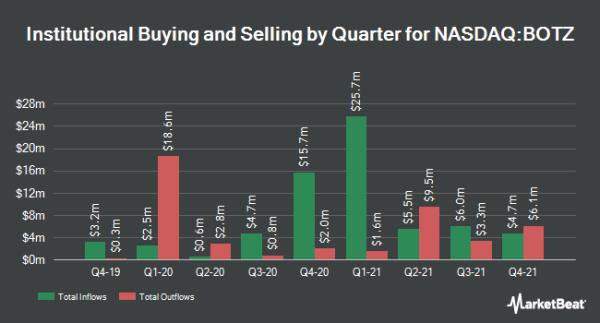 Institutional Buying and Selling by Quarter for NASDAQ:BOTZ
$28m
$24m
$20m
$16m
$12m
$8m
$4m
$0m
$3.2m
$0.3m
$2.5m
$18.6m
$0.6m
$2.8m
$4.7m
$0.8m
$15.7m
$2.0m
$25.7m
$1.6m
$5.5m
$9.5m
$6.0m
$3.3m
$4.7m
$6.1m
Q4-19
Q1-20
Q2-20
Q3-20
Q4-20
Q1-21
Q2-21
Q3-21
Q4-21
Total Inflows
Total Outflows
MarketBeat